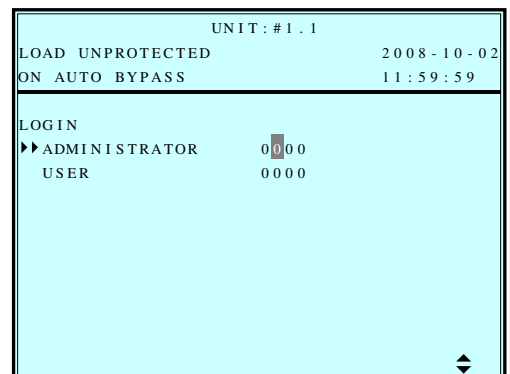 UNIT:#1.1
LOAD UNPROTECTED 2008-10-02
ON AUTO BYPASS 11:59:59
LOGIN
ADMINISTRATOR 0000
USER 0000